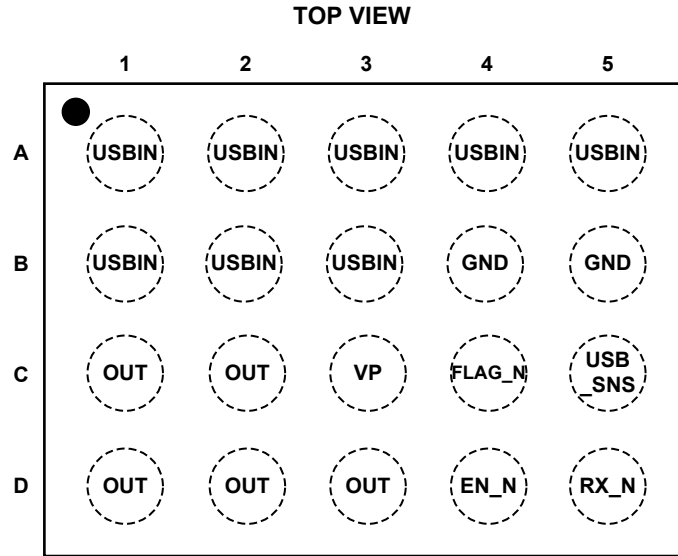 TOP VIEW
1 2 3 4 5
A USBIN USBIN USBIN USBIN USBIN
B USBIN USBIN USBIN GND GND
C OUT OUT VP FLAG_N USB
_SNS
D OUT OUT OUT EN_N RX_N